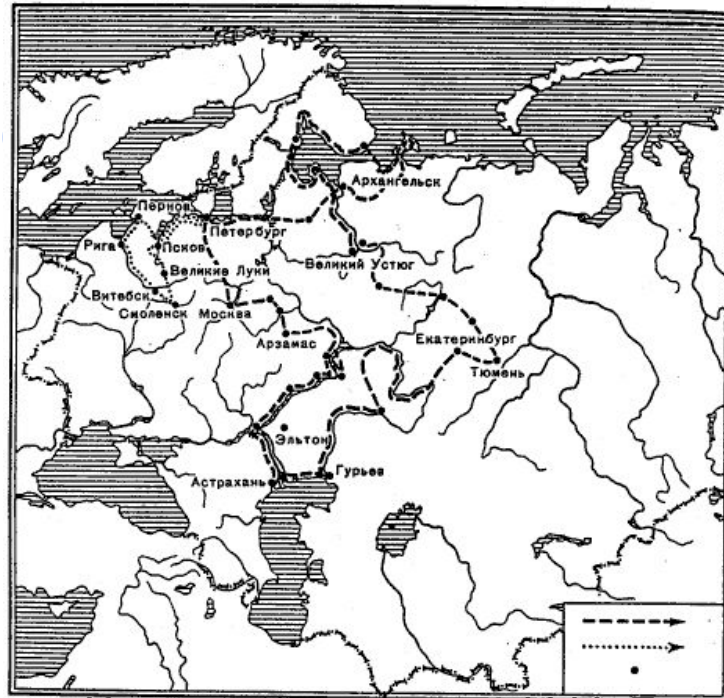 Архангельск
Пернов
Петербург
Рига
Псков
Великий Устюг
Великие Луки
Витебск
Смоленск
Москва
Екатеринбург
Арзамас
Тюмень
Эльтон
Астрахань
Гурьев